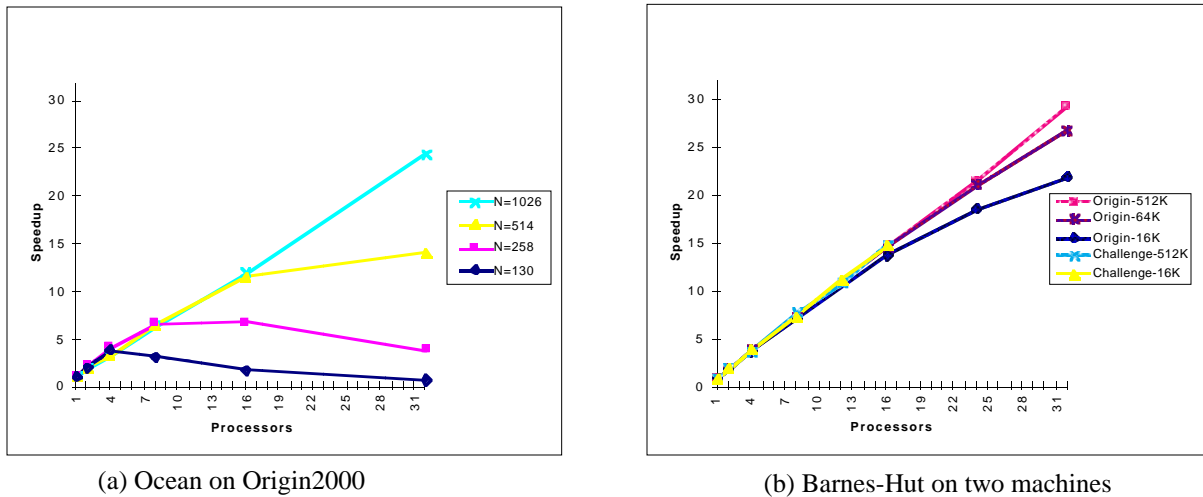 Speedup
30
25
20
15
10
5
0
1
4
7
10
13
16
19
22
25
28
31
Processors
N=1026
N=514
N=258
N=130
(a) Ocean on Origin2000
Speedup
30
25
20
15
10
5
0
1
4
7
10
13
16
19
22
25
28
31
Processors
Origin-512K
Origin-64K
Origin-16K
Challenge-512K
Challenge-16K
(b) Barnes-Hut on two machines